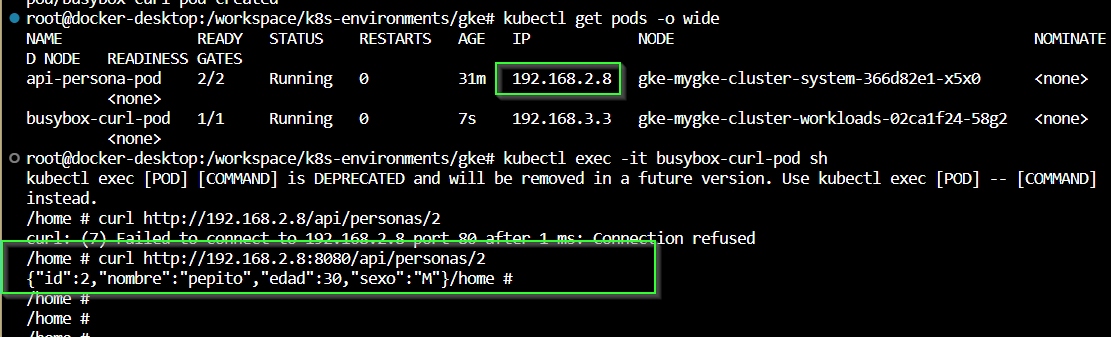 pod/busybox-curl-pod created
root@docker-desktop:/workspace/k8s-environments/gke# kubectl get pods -o wide
NAME READY STATUS RESTARTS AGE IP NODE NOMINATE
D NODE READINESS GATES
api-persona-pod 2/2 Running 0 31m 192.168.2.8 gke-mygke-cluster-system-366d82e1-x5x0 <none>
<none>
busybox-curl-pod 1/1 Running 0 7s 192.168.3.3 gke-mygke-cluster-workloads-02ca1f24-58g2 <none>
<none>
root@docker-desktop:/workspace/k8s-environments/gke# kubectl exec -it busybox-curl-pod sh
kubectl exec [POD] [COMMAND] is DEPRECATED and will be removed in a future version. Use kubectl exec [POD] -- [COMMAND]
instead.
/home # curl http://192.168.2.8/api/personas/2
curl: (7) Failed to connect to 192.168.2.8 port 80 after 1 ms: Connection refused
/home # curl http://192.168.2.8:8080/api/personas/2
{"id":2,"nombre":"pepito","edad":30,"sexo":"M"}/home #
/home #
/home #
/home #